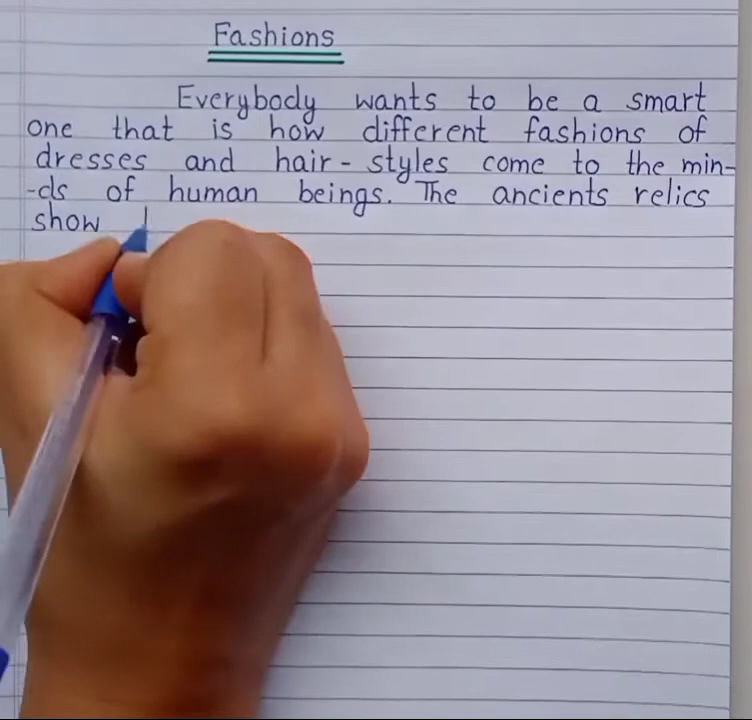 Fashions
Everybody wants to be a smart
one that is how different fashions of
dresses and hair-styles come to the min-
-ds of human beings. The ancients relics
show